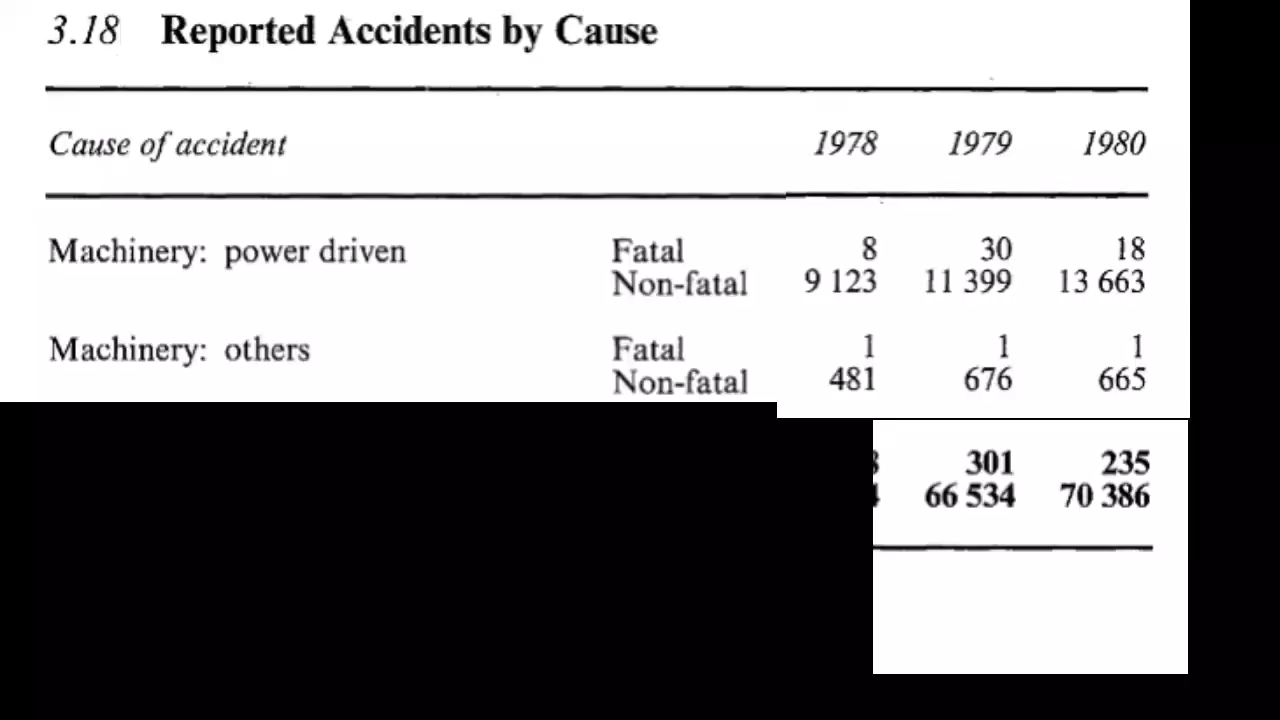 3.18 Reported Accidents by Cause
Cause of accident 1978 1979 1980
Machinery: power driven Fatal 8 30 18
Non-fatal 9 123 11 399 13 663
Machinery: others Fatal 1 1 1
Non-fatal 481 676 665
301 235
66 534 70 386